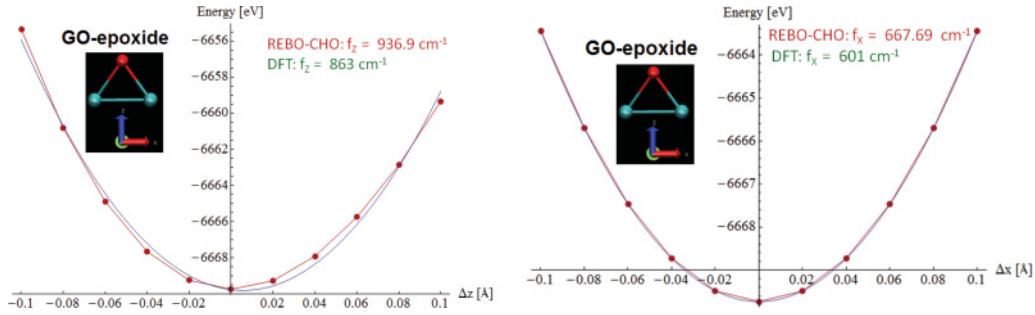 Energy [eV]
GO-epoxide
REBO-CHO: f_z = 936.9 cm⁻¹
DFT: f_z = 863 cm⁻¹
−6656
−6658
−6660
−6662
−6664
−6666
−6668
−0.1 −0.08 −0.06 −0.04 −0.02 0 0.02 0.04 0.06 0.08 0.1 Δz [Å]
Energy [eV]
GO-epoxide
REBO-CHO: f_x = 667.69 cm⁻¹
DFT: f_x = 601 cm⁻¹
−6664
−6665
−6666
−6667
−6668
−0.1 −0.08 −0.06 −0.04 −0.02 0 0.02 0.04 0.06 0.08 0.1 Δx [Å]